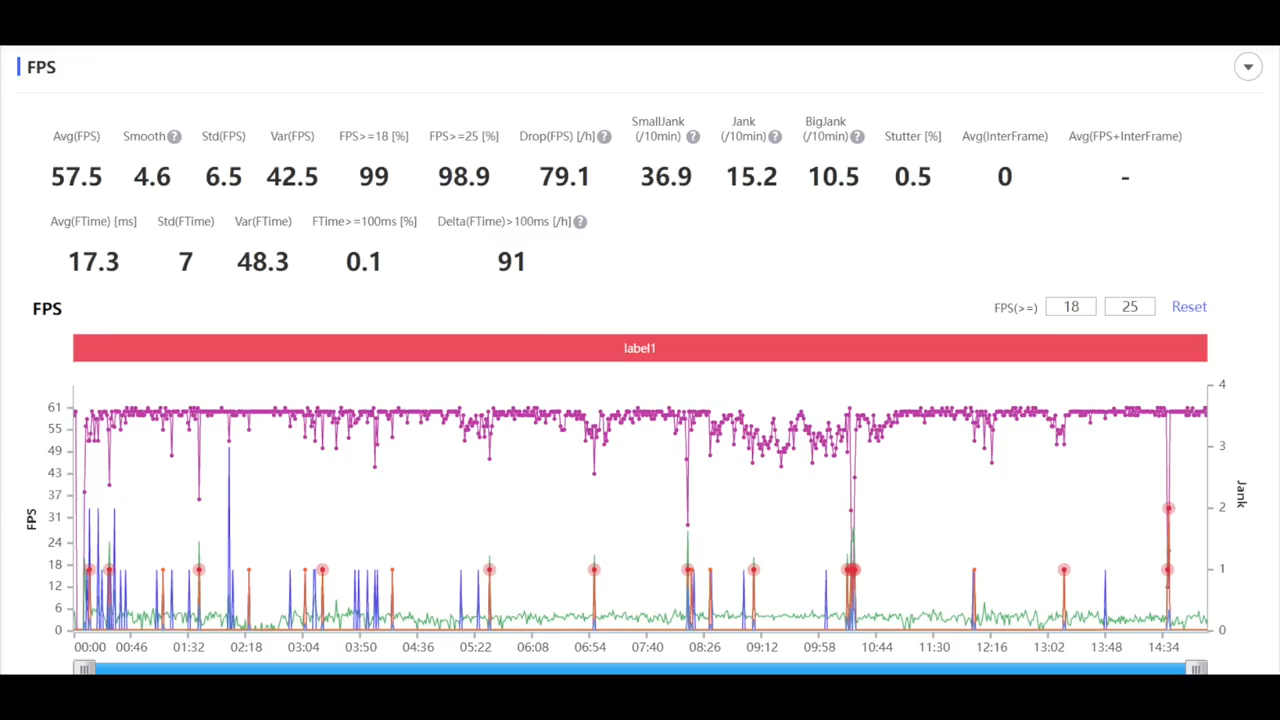 FPS
Avg(FPS) Smooth Std(FPS) Var(FPS) FPS>=18 [%] FPS>=25 [%] Drop(FPS) [/h] SmallJank (/10min) Jank (/10min) BigJank (/10min) Stutter [%] Avg(InterFrame) Avg(FPS+InterFrame)
57.5 4.6 6.5 42.5 99 98.9 79.1 36.9 15.2 10.5 0.5 0 -
Avg(FTime) [ms] Std(FTime) Var(FTime) FTime>=100ms [%] Delta(FTime)>100ms [/h]
17.3 7 48.3 0.1 91
FPS FPS(>=) 18 25 Reset
label1
61
55
49
43
37
31
24
18
12
6
0
FPS
4
3
2
1
0
Jank
00:00 00:46 01:32 02:18 03:04 03:50 04:36 05:22 06:08 06:54 07:40 08:26 09:12 09:58 10:44 11:30 12:16 13:02 13:48 14:34